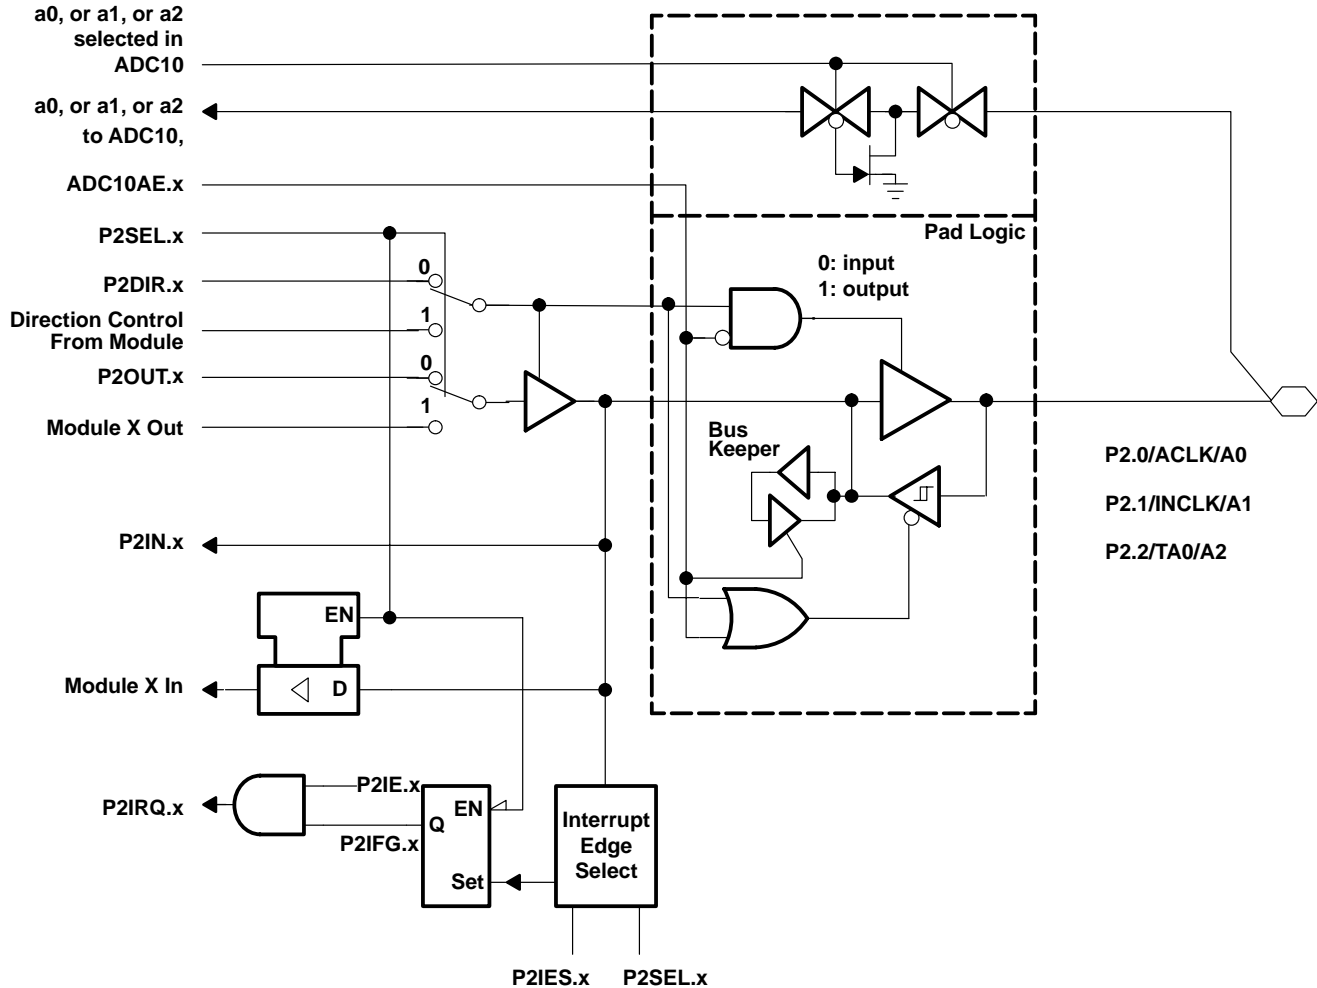 a0, or a1, or a2
selected in
ADC10
a0, or a1, or a2
to ADC10,
ADC10AE.x
P2SEL.x
P2DIR.x
Direction Control
From Module
P2OUT.x
Module X Out
0
1
0
1
Pad Logic
0: input
1: output
Bus
Keeper
P2.0/ACLK/A0
P2.1/INCLK/A1
P2.2/TA0/A2
P2IN.x
EN
Module X In
D
P2IRQ.x
P2IE.x
P2IFG.x
EN
Q
Set
Interrupt
Edge
Select
P2IES.x
P2SEL.x